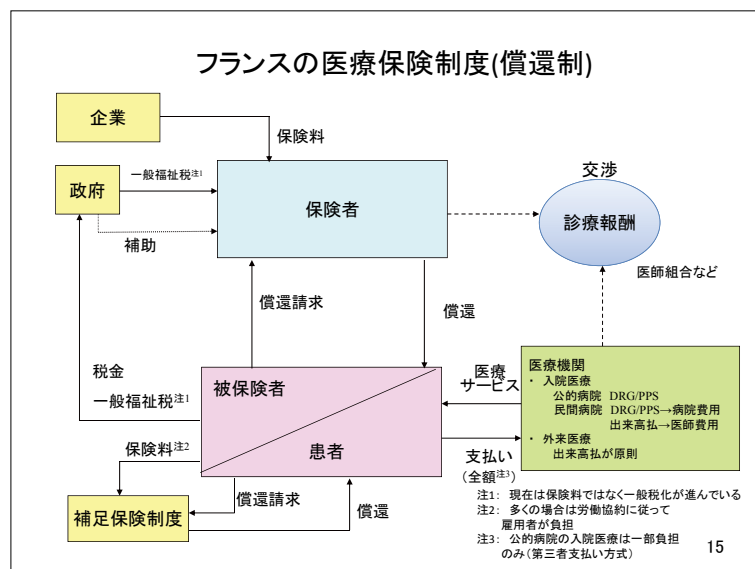 フランスの医療保険制度(償還制)
企業
保険料
政府
一般福祉税注1
補助
保険者
交渉
診療報酬
医師組合など
償還請求
償還
税金
一般福祉税注1
被保険者
患者
医療
サービス
支払い
(全額注3)
医療機関
・ 入院医療
公的病院 DRG/PPS
民間病院 DRG/PPS→病院費用
出来高払→医師費用
・ 外来医療
出来高払が原則
保険料注2
補足保険制度
償還請求
償還
注1: 現在は保険料ではなく一般税化が進んでいる
注2: 多くの場合は労働協約に従って
雇用者が負担
注3: 公的病院の入院医療は一部負担
のみ(第三者支払い方式)
15